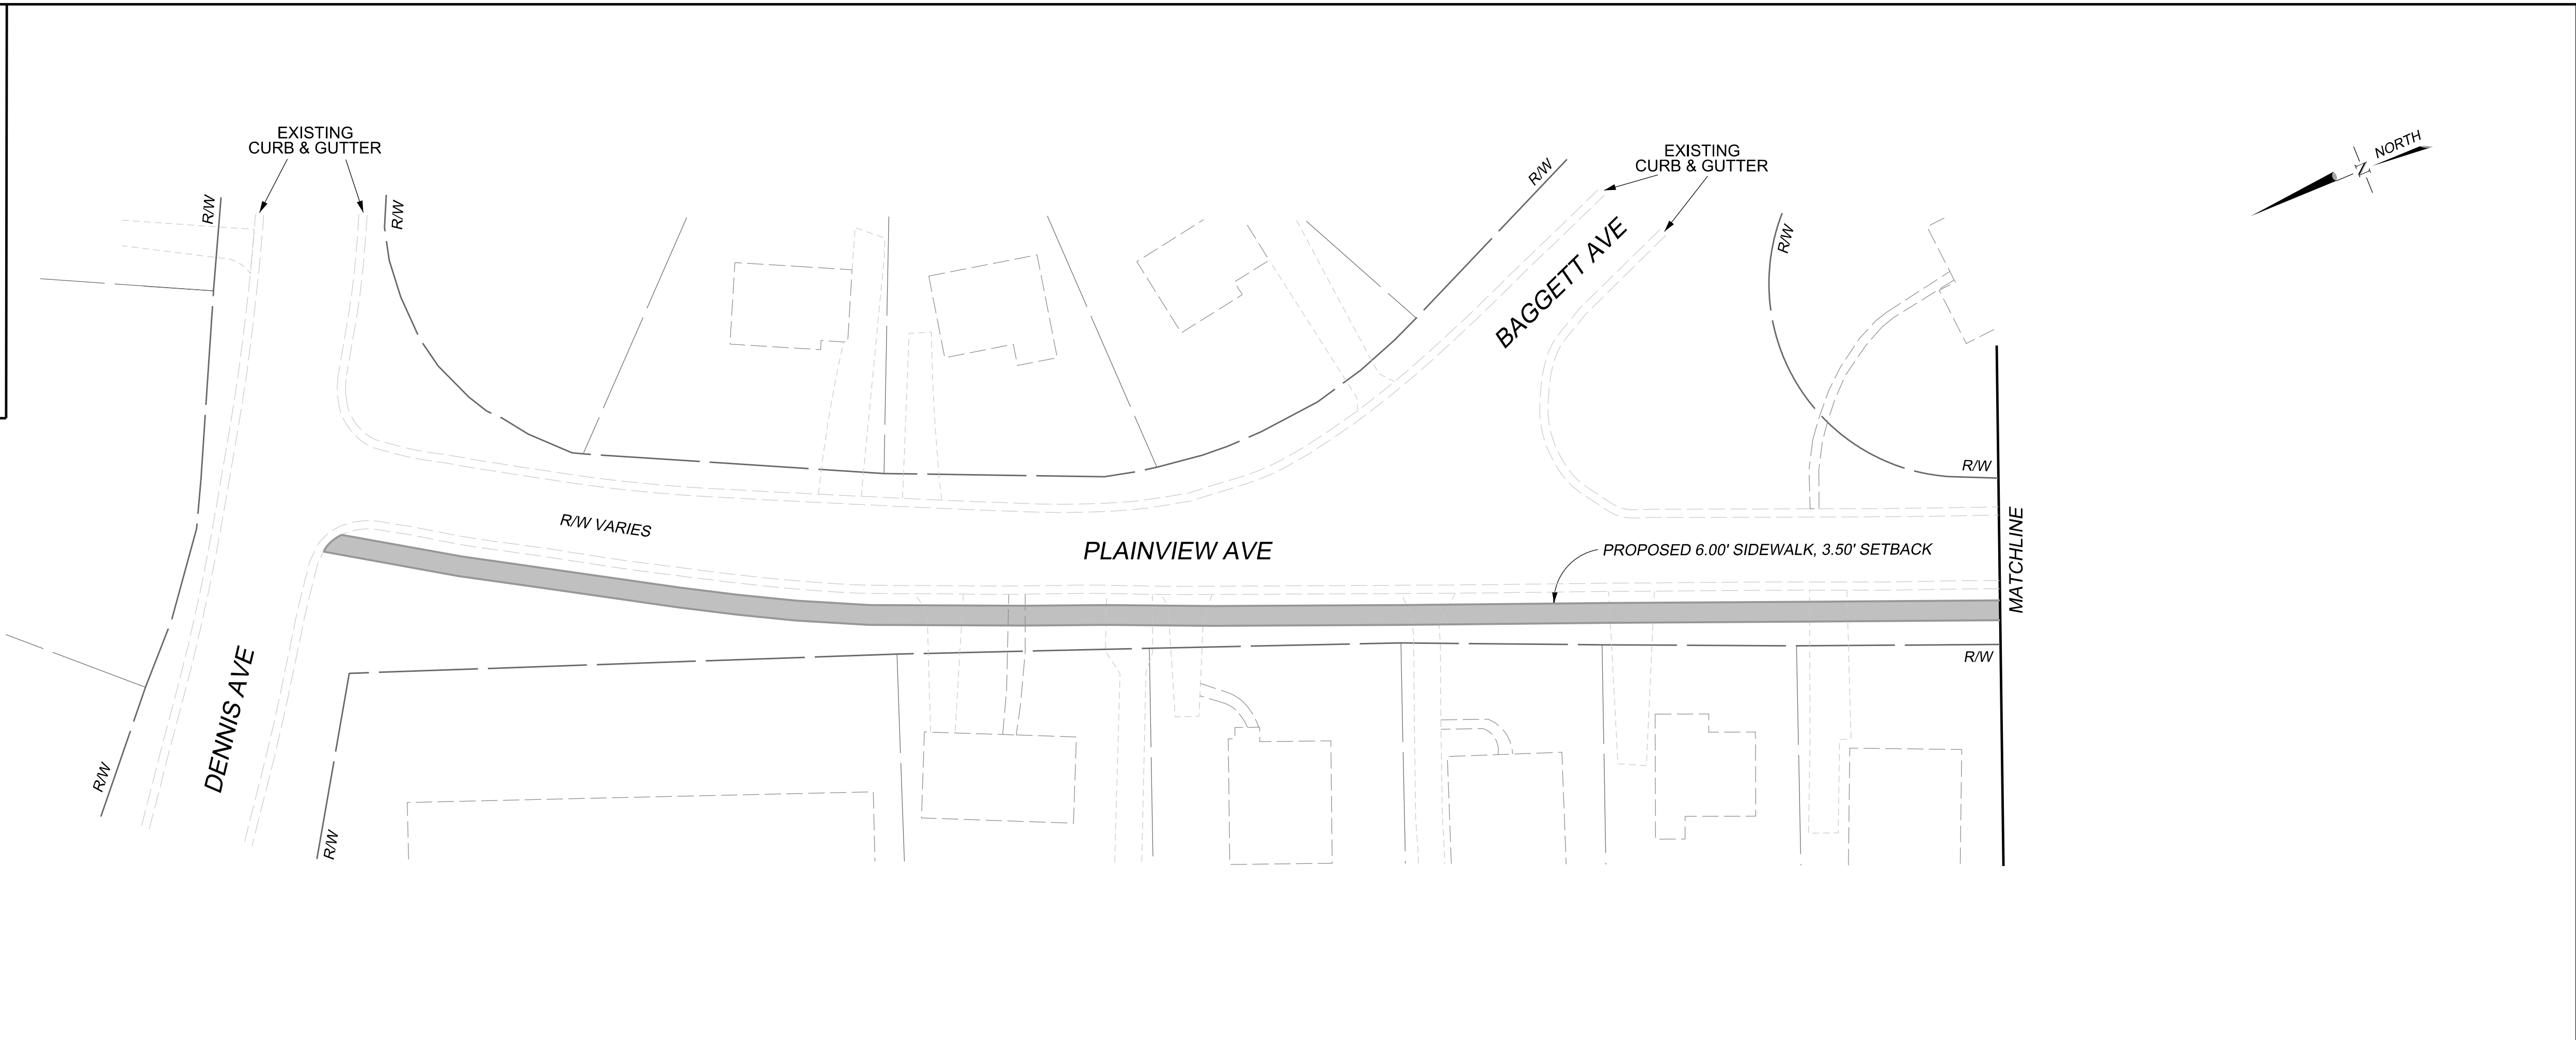 EXISTING
CURB & GUTTER
R/W
R/W
R/W
EXISTING
CURB & GUTTER
BAGGETT AVE
R/W
N
NORTH
R/W
R/W VARIES
PLAINVIEW AVE
PROPOSED 6.00' SIDEWALK, 3.50' SETBACK
MATCHLINE
R/W
DENNIS AVE
R/W
R/W